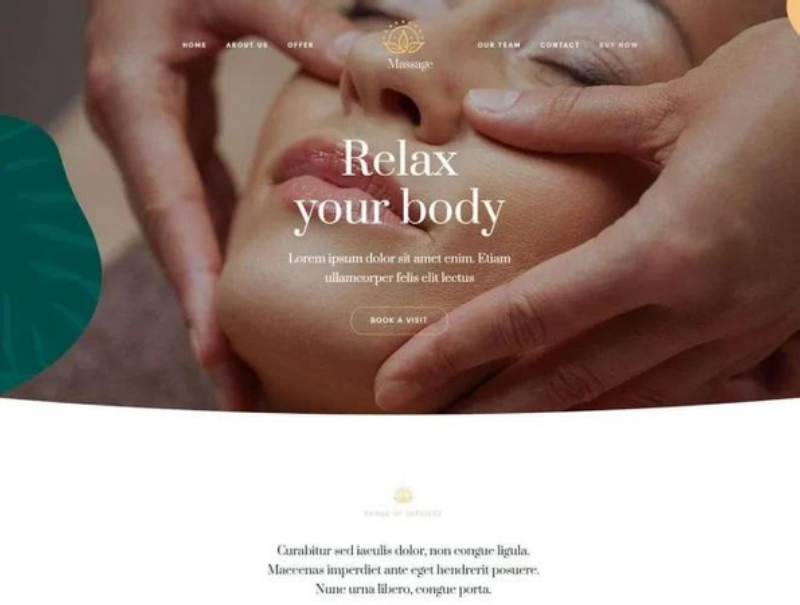 HOME ABOUT US OFFER
Massage
OUR TEAM CONTACT BUY NOW
Relax
your body
Lorem ipsum dolor sit amet enim. Etiam
ullamcorper felis elit lectus
BOOK A VISIT
RANGE OF SERVICES
Curabitur sed iaculis dolor, non congue ligula.
Maecenas imperdiet ante eget hendrerit posuere.
Nunc urna libero, congue porta.